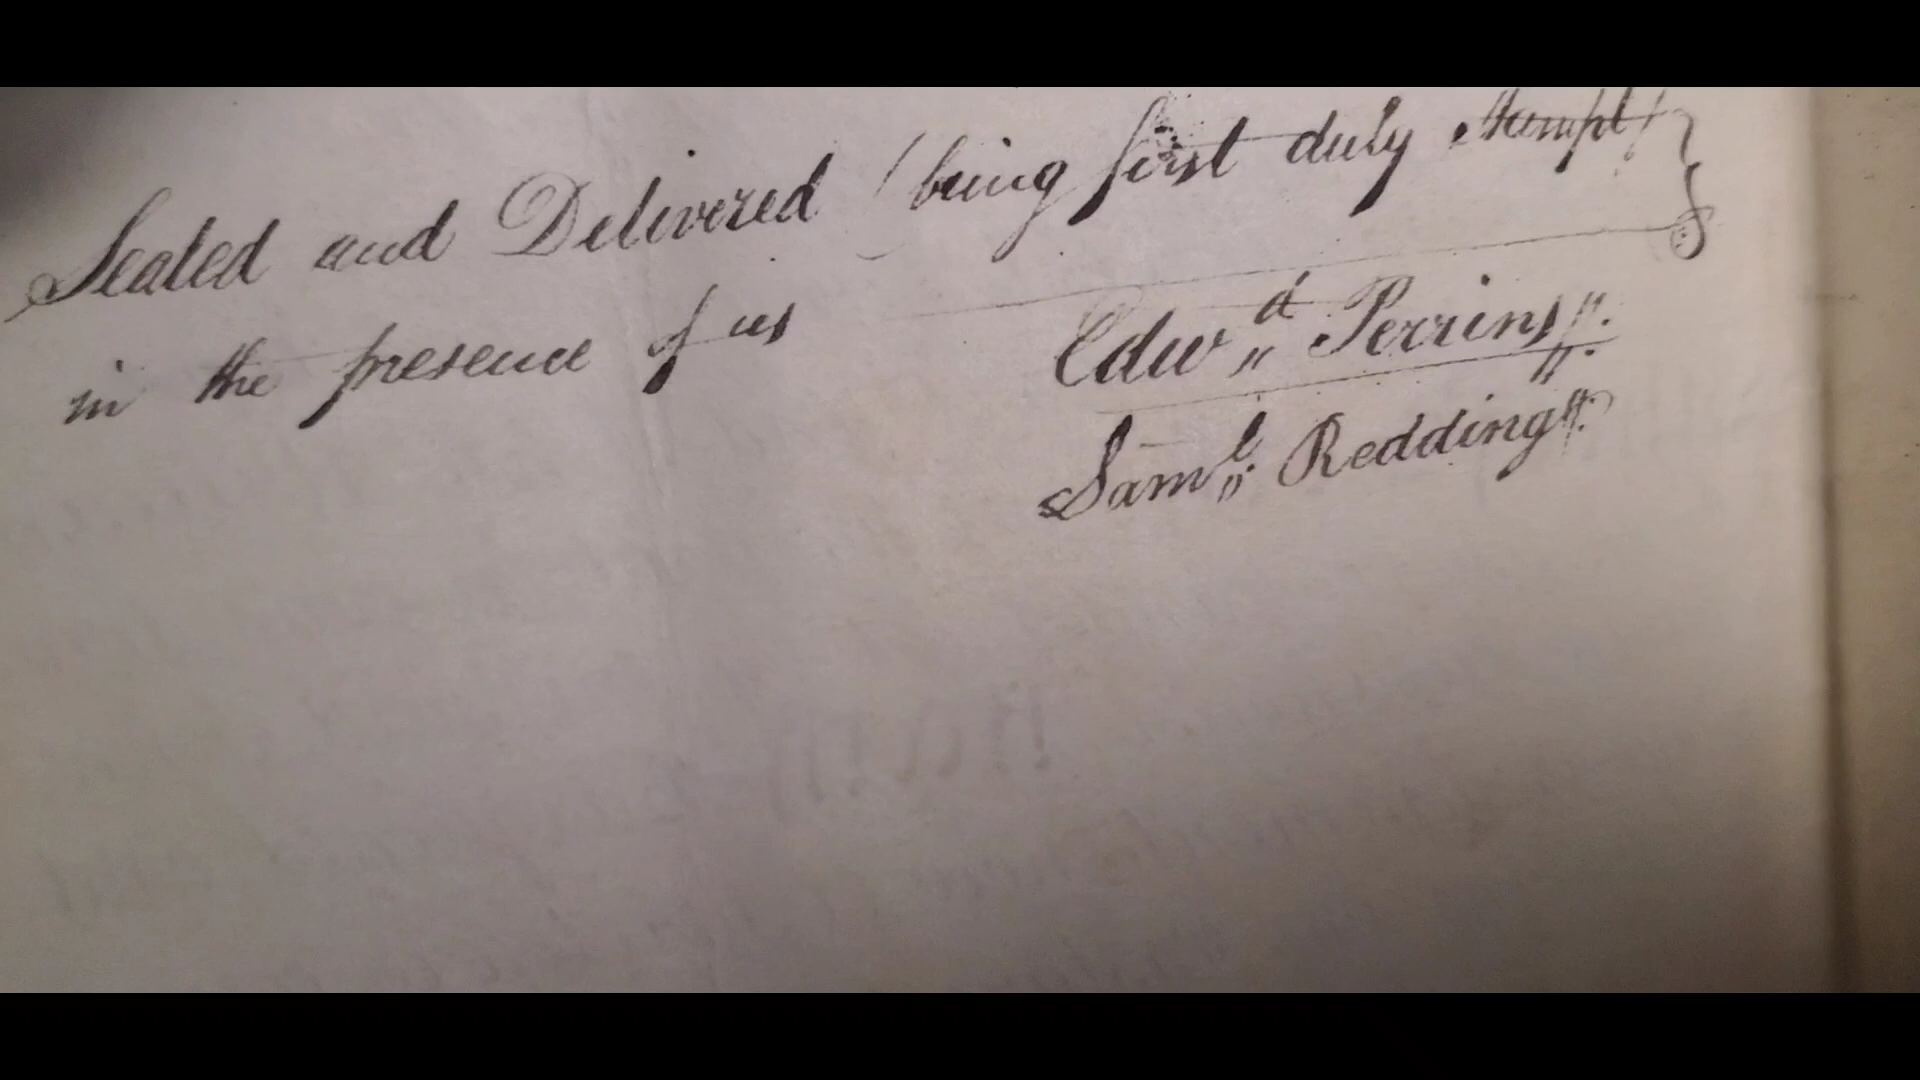 Sealed and Delivered (being first duly stampt)
in the presence of us
Edwd Perrins
Saml Redding